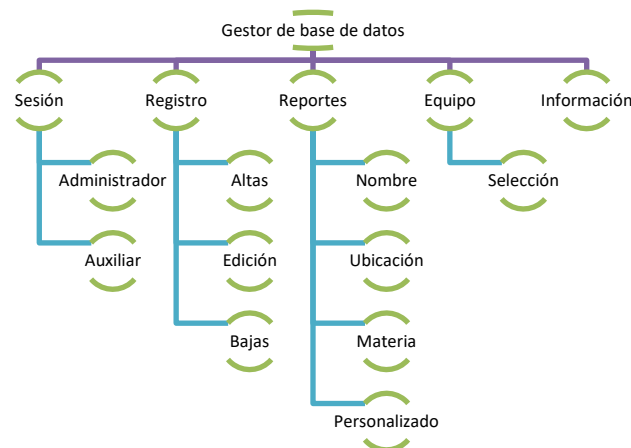 Gestor de base de datos
Sesión
Registro
Reportes
Equipo
Información
Administrador
Altas
Nombre
Selección
Auxiliar
Edición
Ubicación
Bajas
Materia
Personalizado